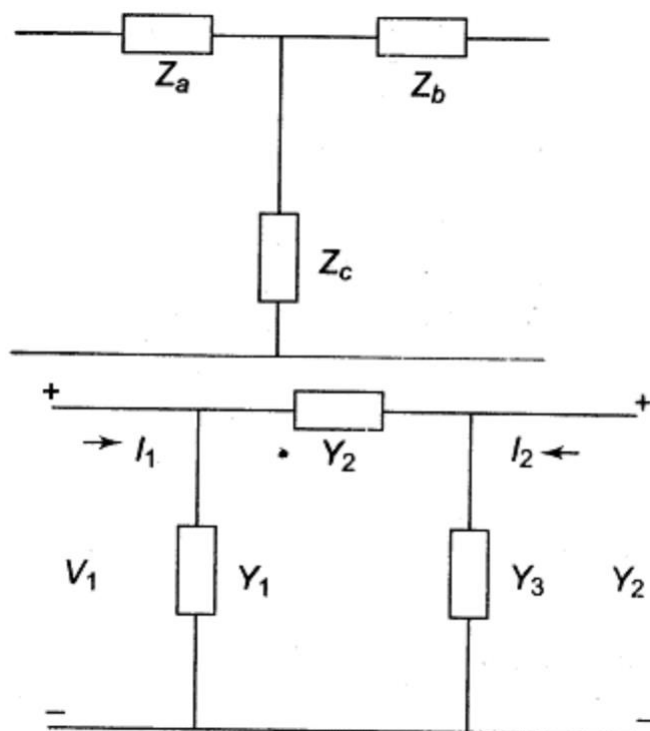 Z_a Z_b
Z_c
+ +
I_1 Y_2 I_2
V_1 Y_1 Y_3 Y_2
– –